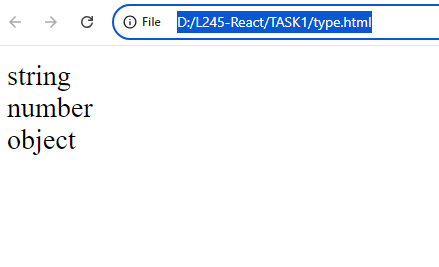 File D:/L245-React/TASK1/type.html
string
number
object